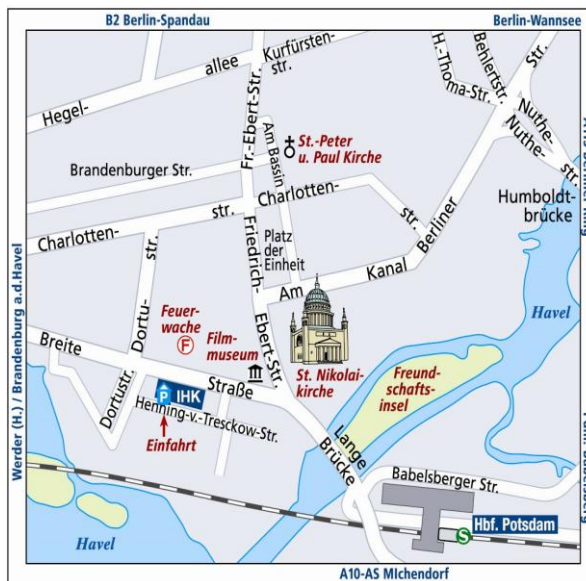 B2 Berlin-Spandau
Berlin-Wannsee
Hegel-
allee
Kurfürsten-
str.
Fr.-Ebert-Str.
Am Bassin
St.-Peter
u. Paul Kirche
H.-Thoma-Str.
Behlertstr.
Nuthe-
Nuthe-
str.
Berliner
Str.
Humboldt-
brücke
Brandenburger Str.
Charlotten-
str.
Charlotten-
str.
Platz
der
Einheit
Friedrich-
Ebert-Str.
Am
Kanal
Havel
Werder (H.) / Brandenburg a.d.Havel
Dortu-
str.
Dortustr.
Feuer-
wache
F
Film-
museum
Breite
Straße
St. Nikolai-
kirche
Freund-
schafts-
insel
P IHK
Henning-v.-Tresckow-Str.
Einfahrt
Lange
Brücke
Babelsberger Str.
Hbf. Potsdam
S
Havel
A10-AS MIchendorf